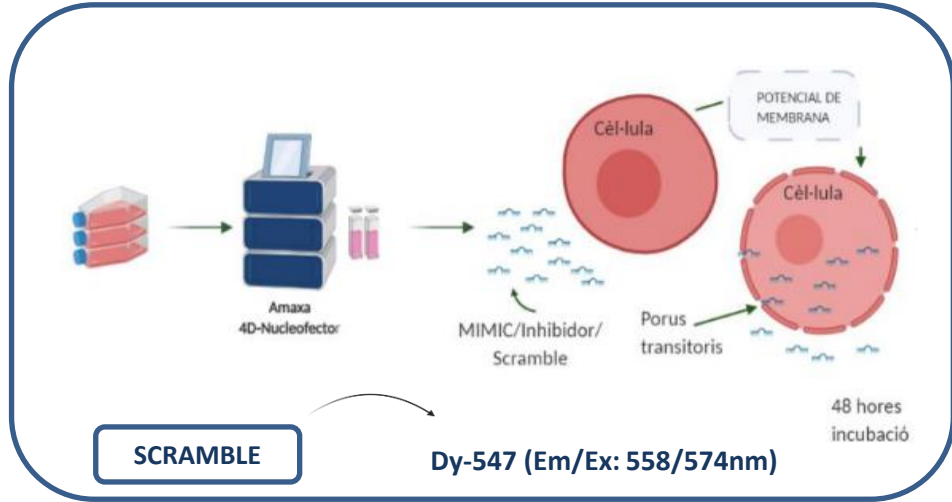 POTENCIAL DE
MEMBRANA
Cèl·lula
Cèl·lula
Amaxa
4D-Nucleofector
MIMIC/Inhibidor/
Scramble
Porus
transitoris
48 hores
incubació
SCRAMBLE
Dy-547 (Em/Ex: 558/574nm)